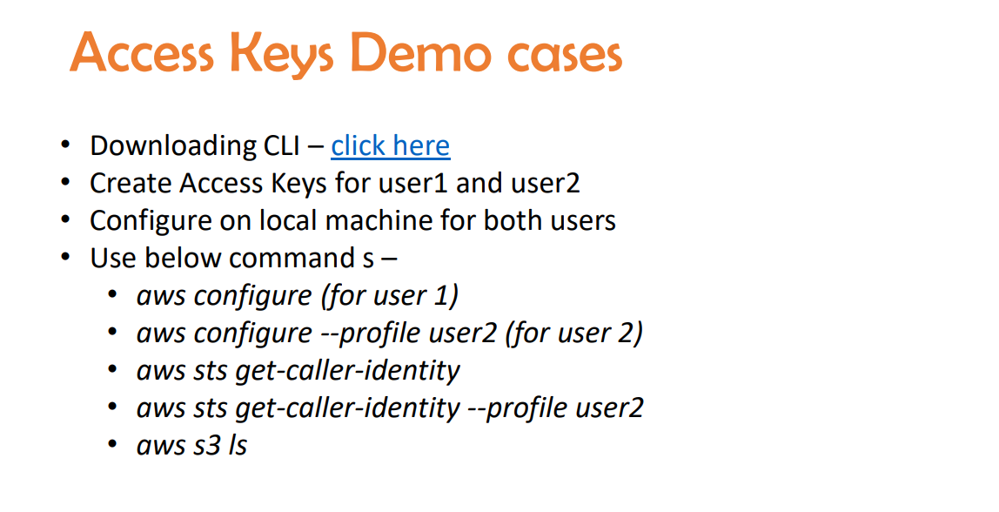 Access Keys Demo cases
• Downloading CLI – click here
• Create Access Keys for user1 and user2
• Configure on local machine for both users
• Use below command s –
• aws configure (for user 1)
• aws configure --profile user2 (for user 2)
• aws sts get-caller-identity
• aws sts get-caller-identity --profile user2
• aws s3 ls